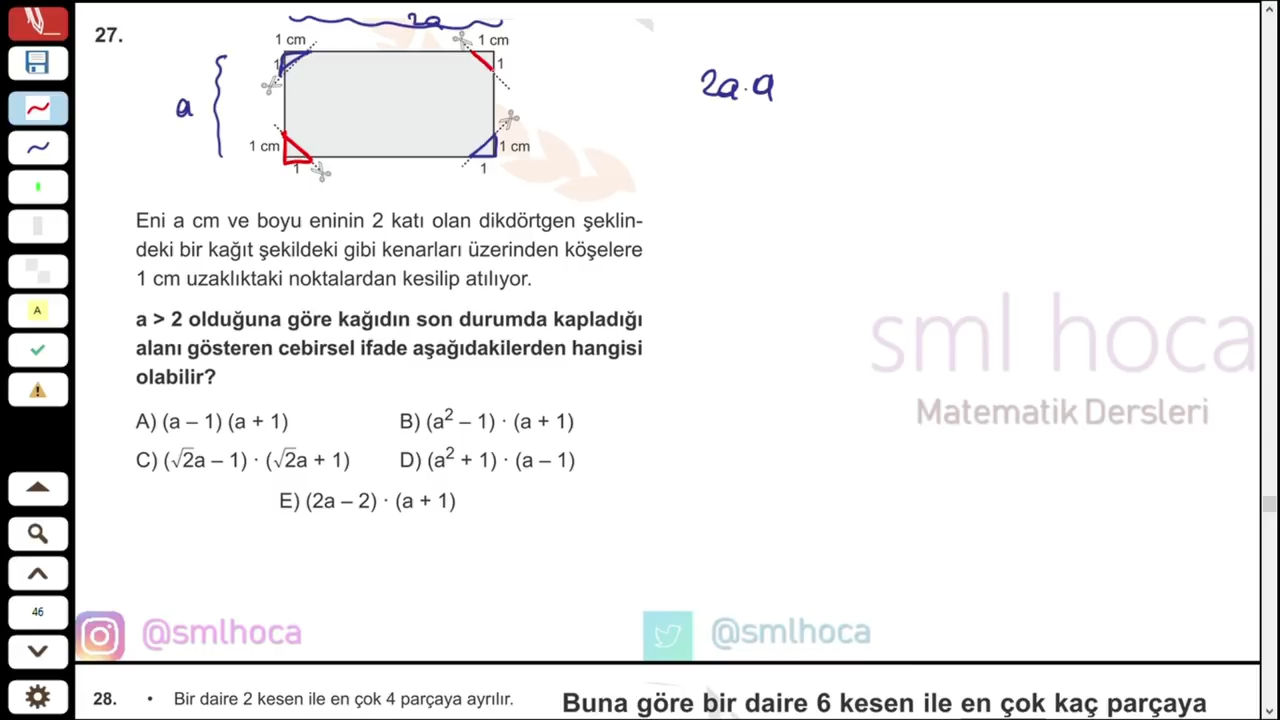 2a
27.
1 cm
1 cm
1
1
a
2a·a
1 cm
1 cm
1
1
Eni a cm ve boyu eninin 2 katı olan dikdörtgen şeklin-
deki bir kağıt şekildeki gibi kenarları üzerinden köşelere
1 cm uzaklıktaki noktalardan kesilip atılıyor.
a > 2 olduğuna göre kağıdın son durumda kapladığı
alanı gösteren cebirsel ifade aşağıdakilerden hangisi
olabilir?
A) (a – 1) (a + 1)
B) (a² – 1) · (a + 1)
C) (√2a – 1) · (√2a + 1)
D) (a² + 1) · (a – 1)
E) (2a – 2) · (a + 1)
sml hoca
Matematik Dersleri
A
46
@smlhoca
@smlhoca
28. • Bir daire 2 kesen ile en çok 4 parçaya ayrılır.
Buna göre bir daire 6 kesen ile en çok kaç parçaya